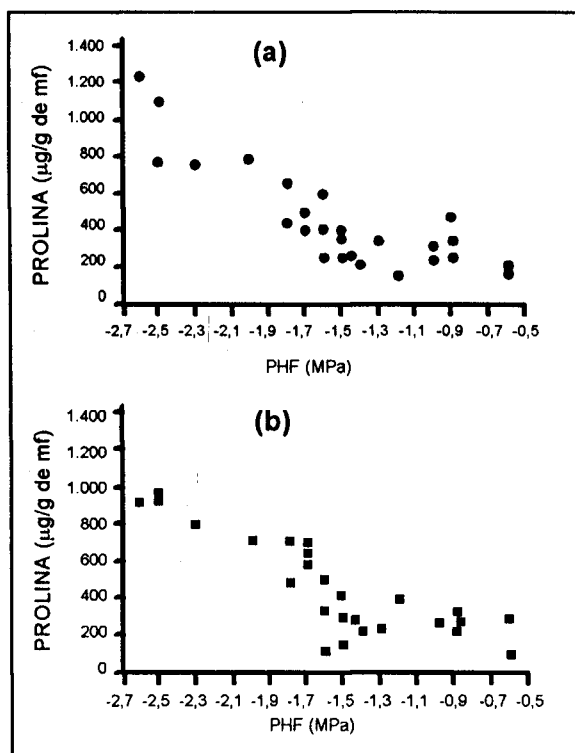 (a)
PROLINA (µg/g de mf)
1.400
1.200
1.000
800
600
400
200
0
-2,7 -2,5 -2,3 -2,1 -1,9 -1,7 -1,5 -1,3 -1,1 -0,9 -0,7 -0,5
PHF (MPa)
(b)
PROLINA (µg/g de mf)
1.400
1.200
1.000
800
600
400
200
0
-2,7 -2,5 -2,3 -2,1 -1,9 -1,7 -1,5 -1,3 -1,1 -0,9 -0,7 -0,5
PHF (MPa)